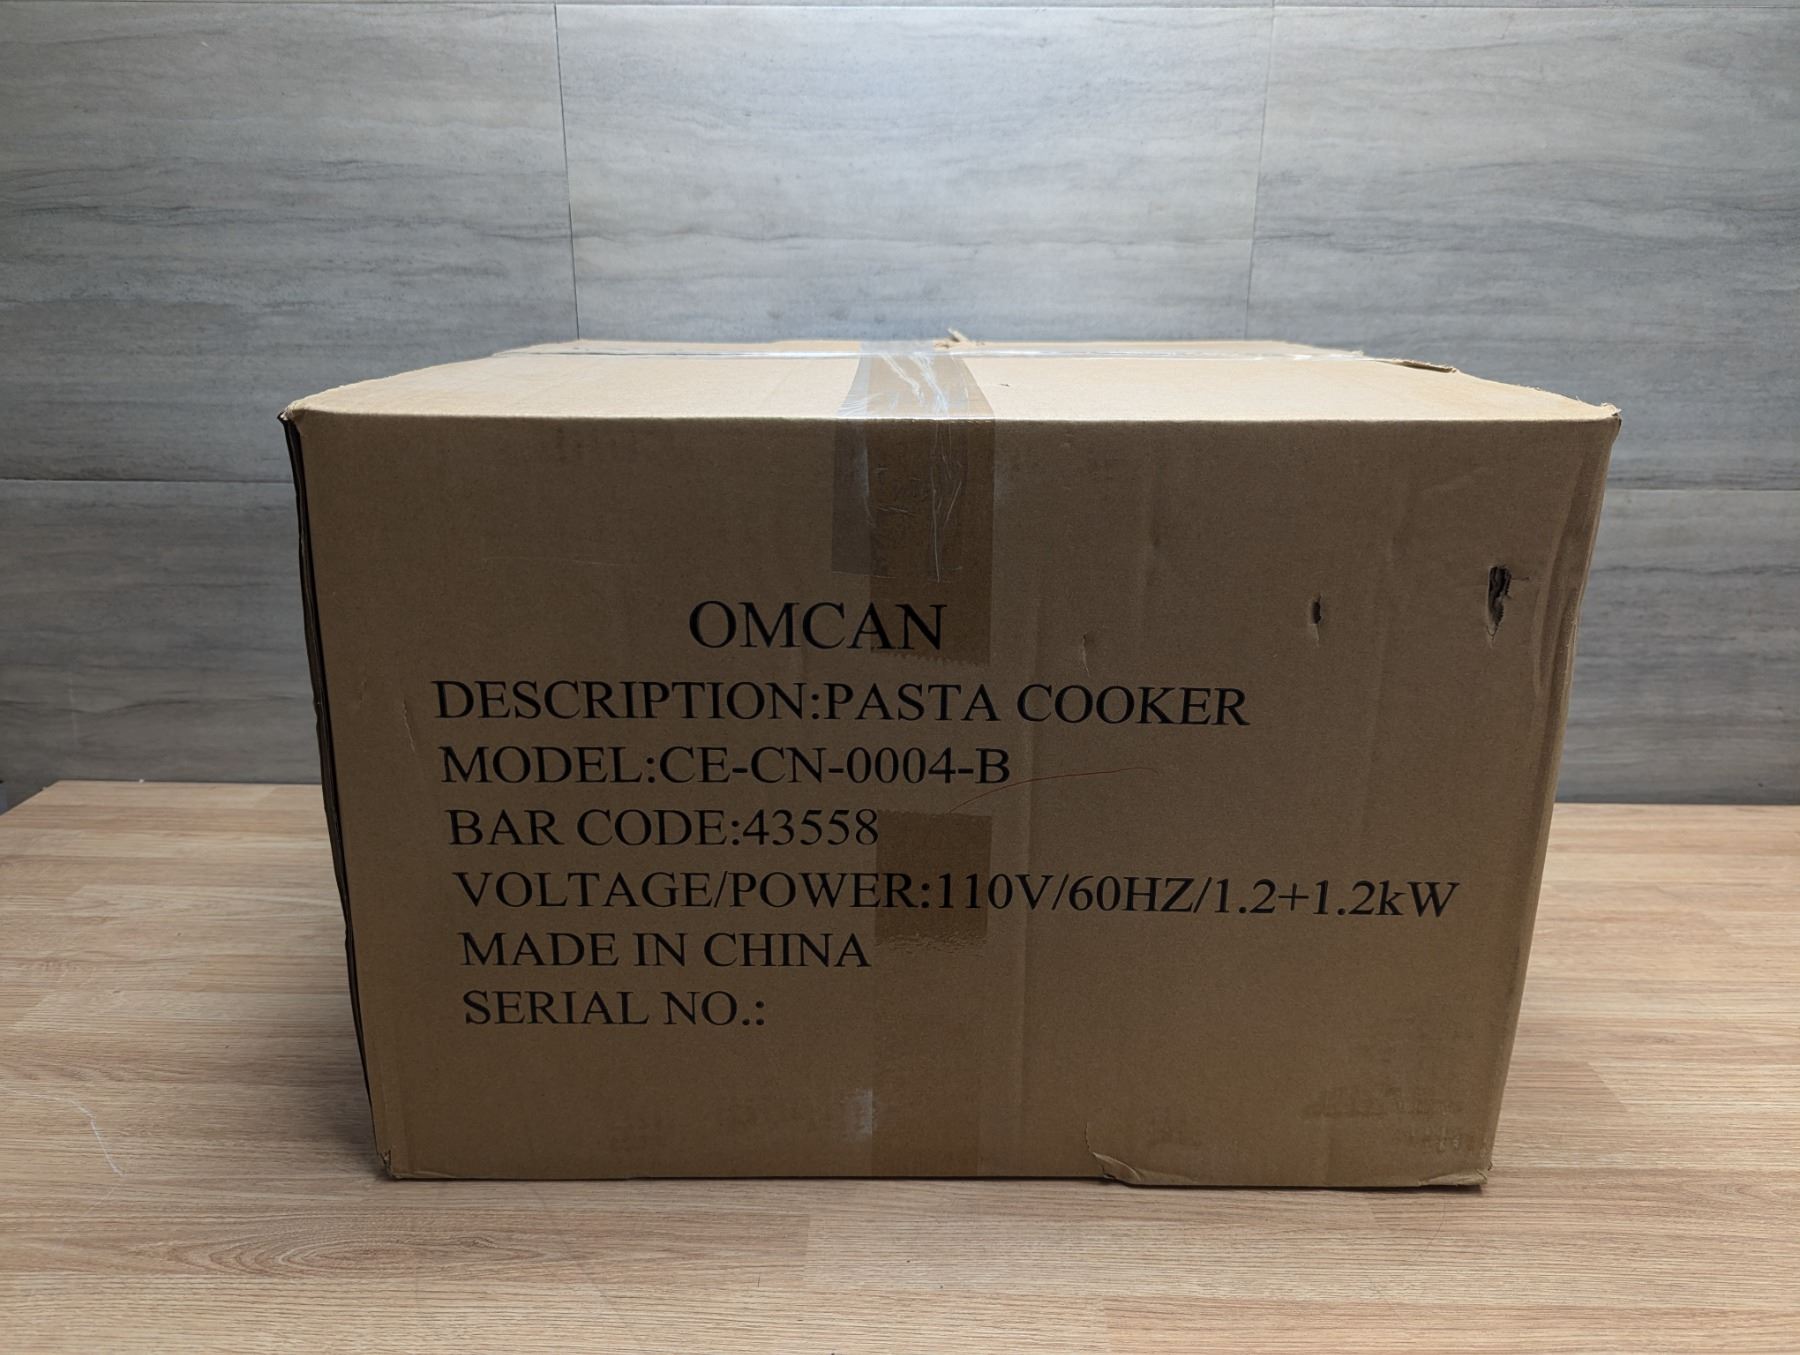 OMCAN
DESCRIPTION:PASTA COOKER
MODEL:CE-CN-0004-B
BAR CODE:43558
VOLTAGE/POWER:110V/60HZ/1.2+1.2kW
MADE IN CHINA
SERIAL NO.: